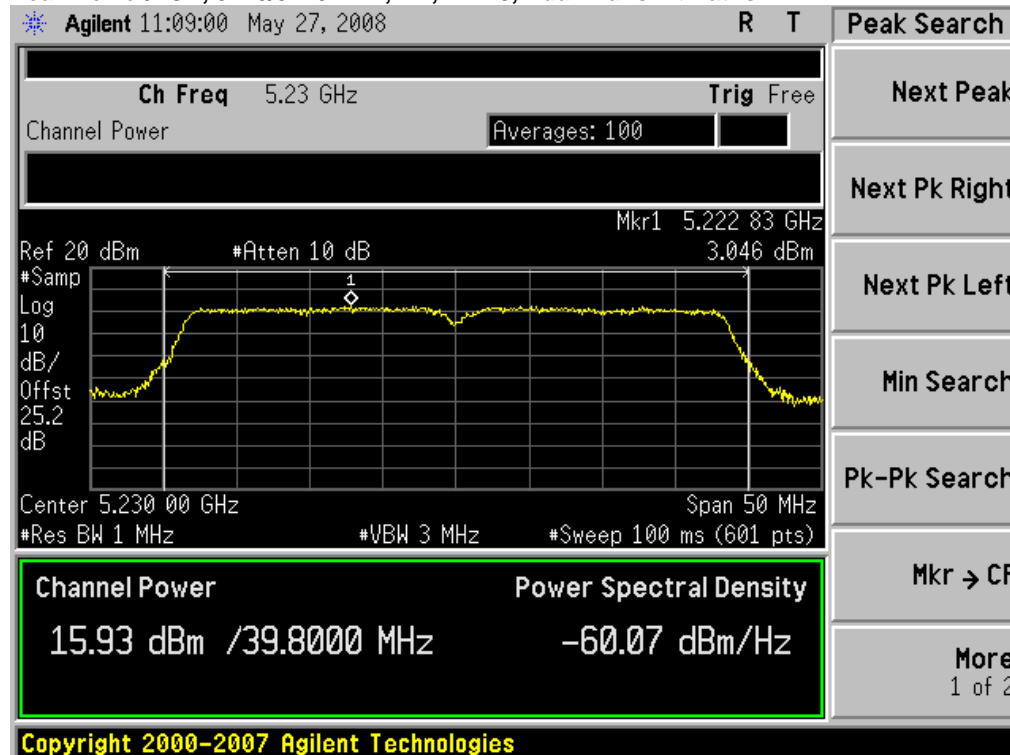 Agilent 11:09:00 May 27, 2008 R T Peak Search
Ch Freq 5.23 GHz Trig Free
Next Peak
Channel Power Averages: 100
Next Pk Right
Mkr1 5.222 83 GHz
Ref 20 dBm #Atten 10 dB 3.046 dBm
#Samp
1
Next Pk Left
Log
10
dB/
Offst
Min Search
25.2
dB
Pk-Pk Search
Center 5.230 00 GHz Span 50 MHz
#Res BW 1 MHz #VBW 3 MHz #Sweep 100 ms (601 pts)
Channel Power Power Spectral Density
Mkr → CF
15.93 dBm /39.8000 MHz -60.07 dBm/Hz
More
1 of 2
Copyright 2000-2007 Agilent Technologies